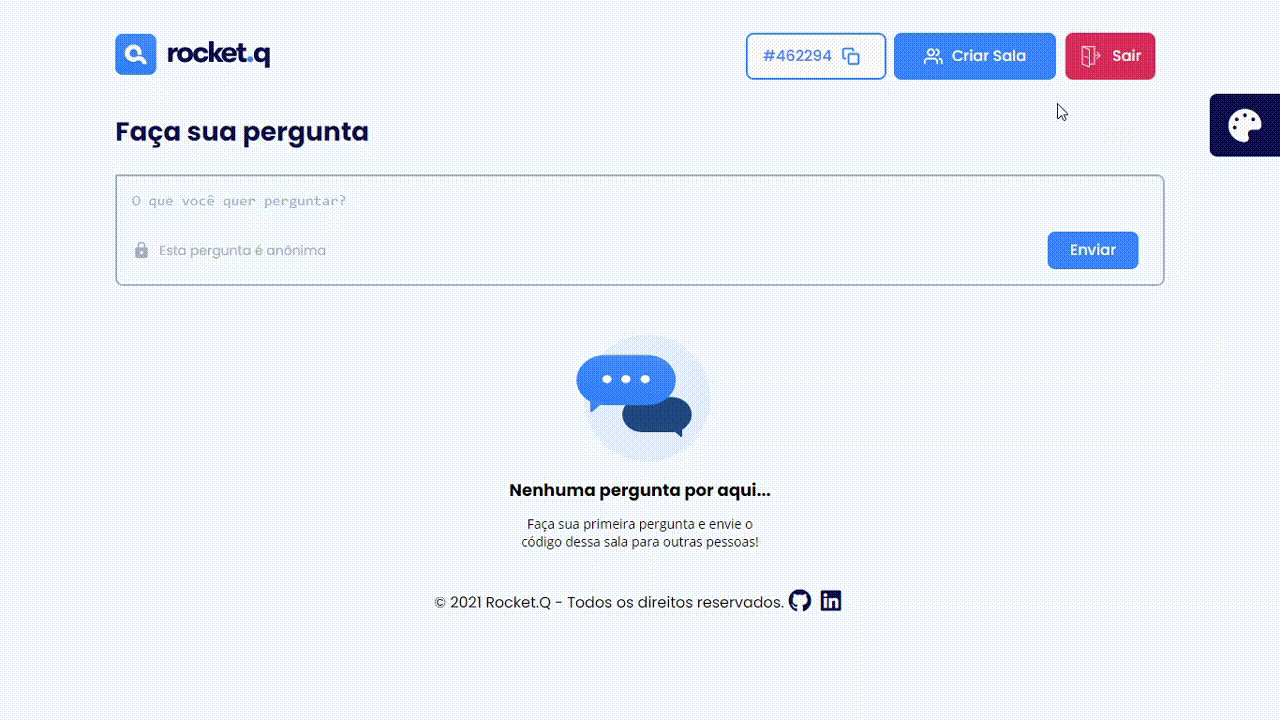 rocket.q
#462294
Criar Sala
Sair
Faça sua pergunta
O que você quer perguntar?
Esta pergunta é anônima
Enviar
Nenhuma pergunta por aqui...
Faça sua primeira pergunta e envie o
código dessa sala para outras pessoas!
© 2021 Rocket.Q - Todos os direitos reservados.
in